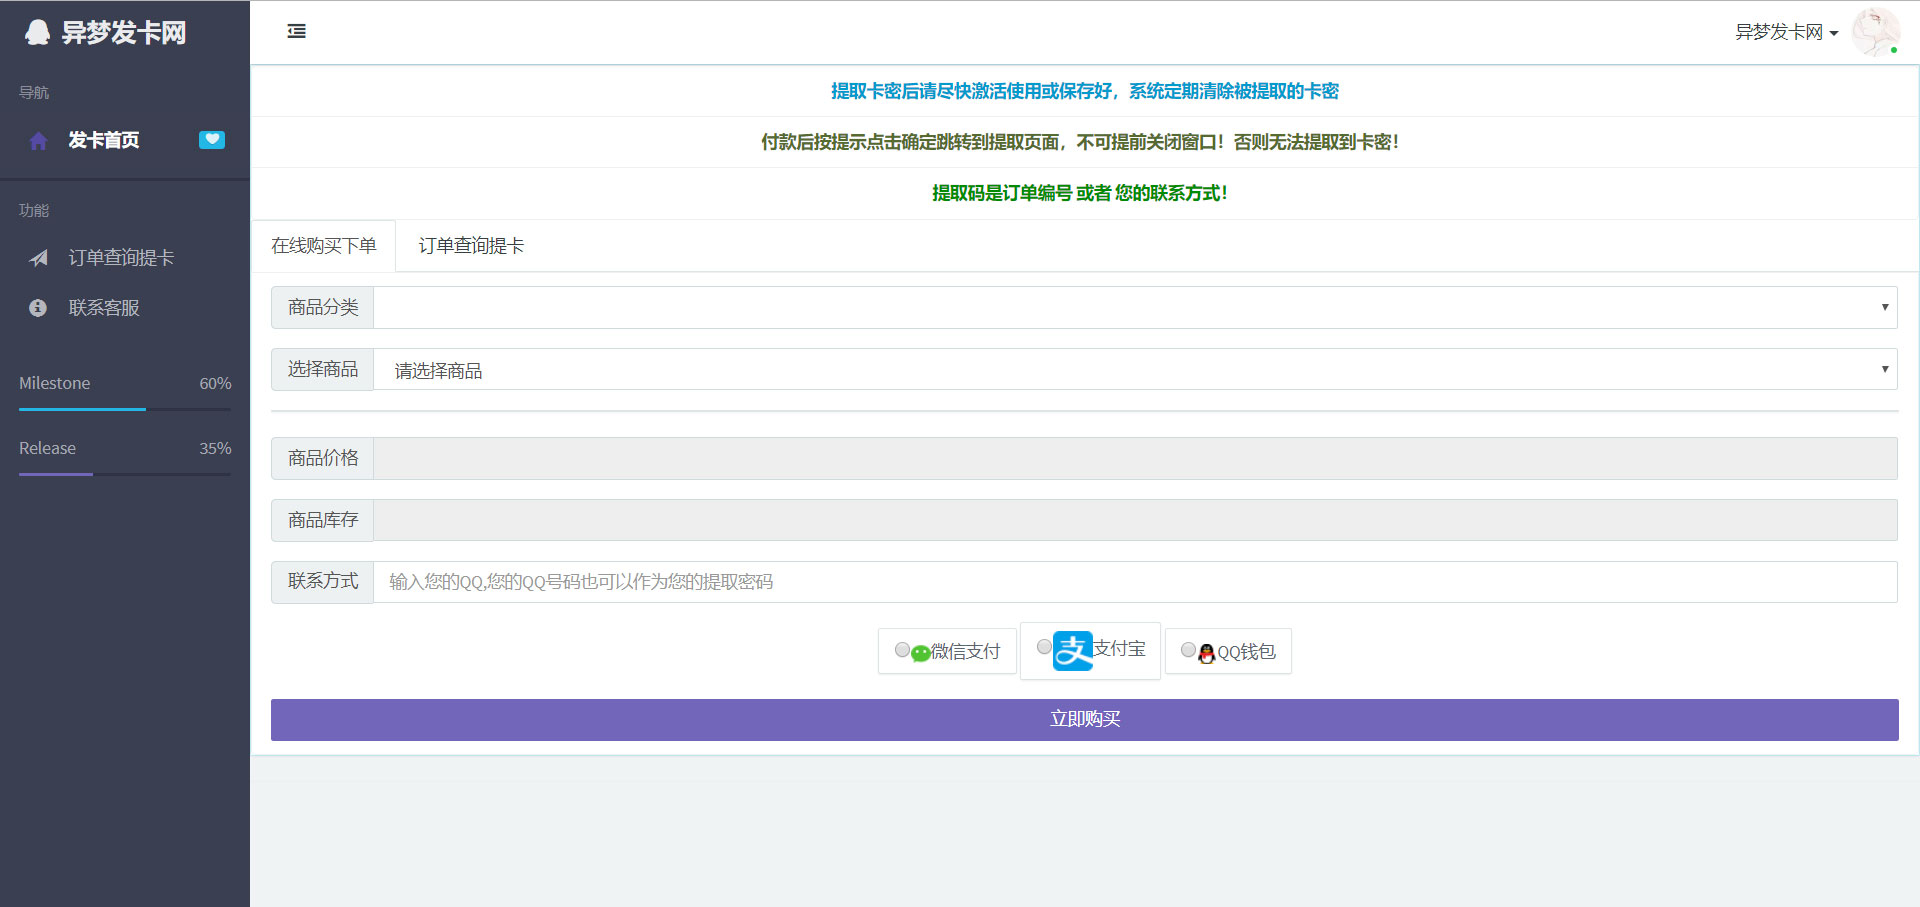 异梦发卡网
异梦发卡网
导航
发卡首页
功能
订单查询提卡
联系客服
Milestone 60%
Release 35%
提取卡密后请尽快激活使用或保存好，系统定期清除被提取的卡密
付款后按提示点击确定跳转到提取页面，不可提前关闭窗口！否则无法提取到卡密！
提取码是订单编号 或者 您的联系方式！
在线购买下单 订单查询提卡
商品分类
选择商品 请选择商品
商品价格
商品库存
联系方式 输入您的QQ,您的QQ号码也可以作为您的提取密码
微信支付 支付宝 QQ钱包
立即购买